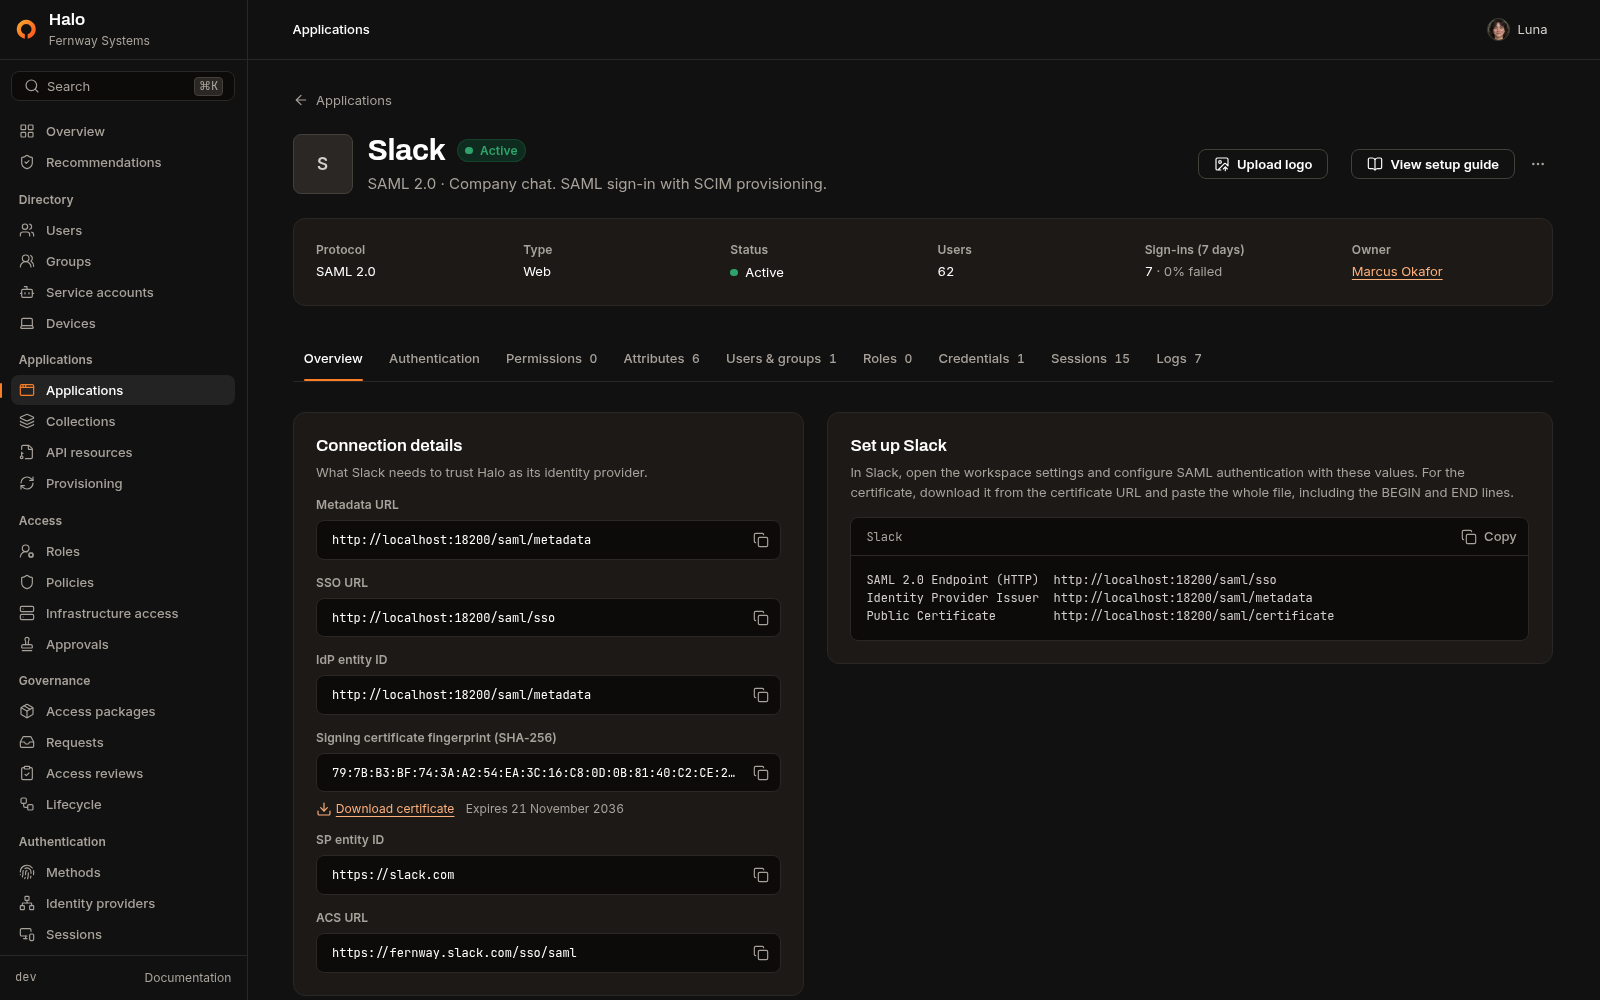 Halo
Fernway Systems
Search
⌘K
Overview
Recommendations
Directory
Users
Groups
Service accounts
Devices
Applications
Applications
Collections
API resources
Provisioning
Access
Roles
Policies
Infrastructure access
Approvals
Governance
Access packages
Requests
Access reviews
Lifecycle
Authentication
Methods
Identity providers
Sessions
dev
Documentation
Applications
Luna
Applications
S
Slack
Active
SAML 2.0 · Company chat. SAML sign-in with SCIM provisioning.
Upload logo
View setup guide
Protocol
SAML 2.0
Type
Web
Status
Active
Users
62
Sign-ins (7 days)
7 · 0% failed
Owner
Marcus Okafor
Overview
Authentication
Permissions 0
Attributes 6
Users & groups 1
Roles 0
Credentials 1
Sessions 15
Logs 7
Connection details
What Slack needs to trust Halo as its identity provider.
Metadata URL
http://localhost:18200/saml/metadata
SSO URL
http://localhost:18200/saml/sso
IdP entity ID
http://localhost:18200/saml/metadata
Signing certificate fingerprint (SHA-256)
79:7B:B3:BF:74:3A:A2:54:EA:3C:16:C8:0D:0B:81:40:C2:CE:2…
Download certificate
Expires 21 November 2036
SP entity ID
https://slack.com
ACS URL
https://fernway.slack.com/sso/saml
Set up Slack
In Slack, open the workspace settings and configure SAML authentication with these values. For the
certificate, download it from the certificate URL and paste the whole file, including the BEGIN and END lines.
Slack
Copy
SAML 2.0 Endpoint (HTTP) http://localhost:18200/saml/sso
Identity Provider Issuer http://localhost:18200/saml/metadata
Public Certificate http://localhost:18200/saml/certificate